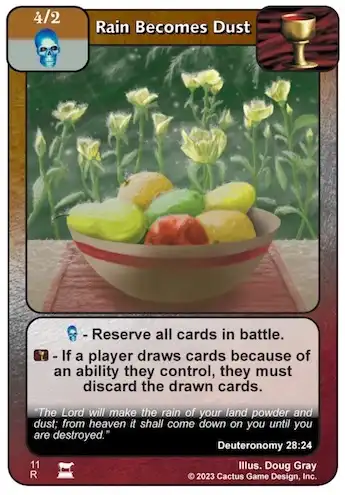 4/2
Rain Becomes Dust
- Reserve all cards in battle.
- If a player draws cards because of
an ability they control, they must
discard the drawn cards.
"The Lord will make the rain of your land powder and
dust; from heaven it shall come down on you until you
are destroyed."
Deuteronomy 28:24
11
R
Illus. Doug Gray
© 2023 Cactus Game Design, Inc.